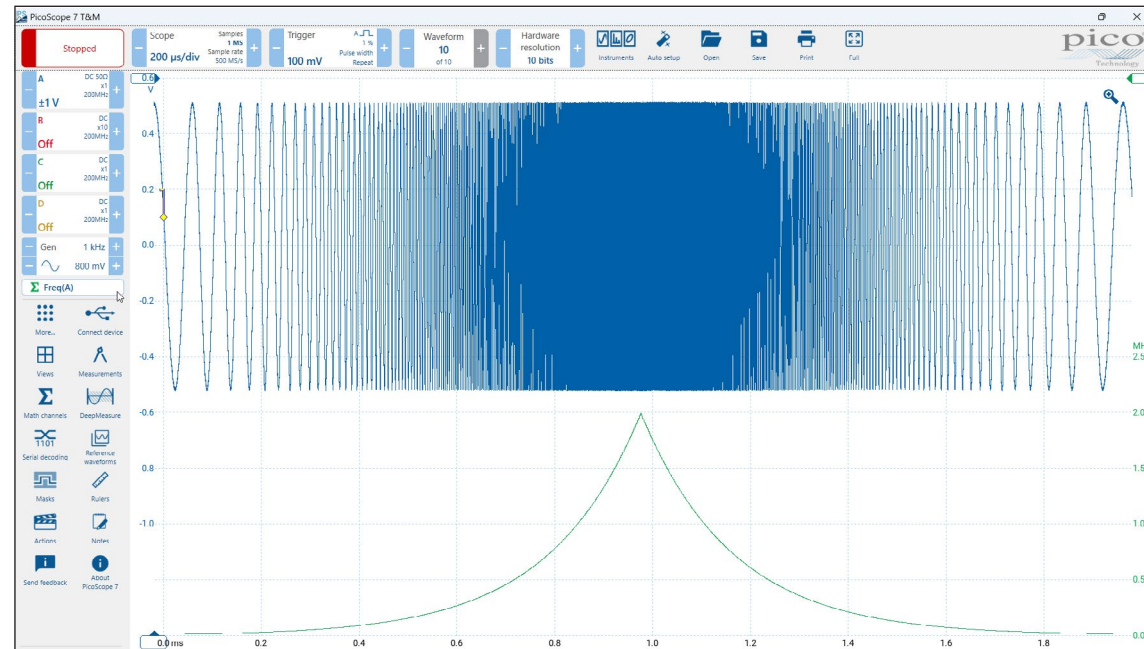 PicoScope 7 T&M
Stopped
Scope
200 µs/div
Samples
1 MS
Sample rate
500 MS/s
Trigger
100 mV
A
1 %
Pulse width
Repeat
Waveform
10
of 10
Hardware
resolution
10 bits
Instruments
Auto setup
Open
Save
Print
Full
pico
Technology
A
±1 V
DC 50Ω
x1
200MHz
B
Off
DC
x10
200MHz
C
Off
DC
x1
200MHz
D
Off
DC
x1
200MHz
Gen
1 kHz
800 mV
Σ Freq(A)
More...
Connect device
Views
Measurements
Math channels
DeepMeasure
Serial decoding
Reference
waveforms
Masks
Rulers
Actions
Notes
Send feedback
About
PicoScope 7
0.6
V
0.4
0.2
0.0
-0.2
-0.4
-0.6
-0.8
-1.0
MH
2.5
2.0
1.5
1.0
0.5
0.0
0.0 ms
0.2
0.4
0.6
0.8
1.0
1.2
1.4
1.6
1.8